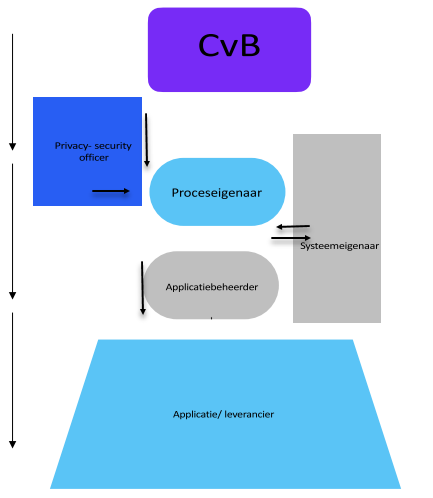 CvB
Privacy- security
officer
Proceseigenaar
Systeemeigenaar
Applicatiebeheerder
Applicatie/ leverancier